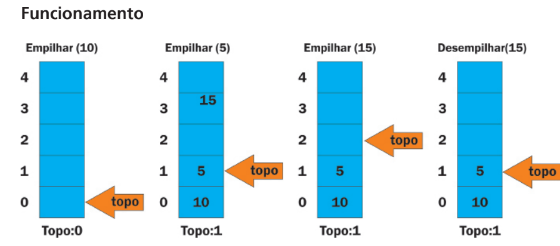 Funcionamento
Empilhar (10)
4
3
2
1
0
topo
Topo:0
Empilhar (5)
4
3
15
2
1
5
topo
0
10
Topo:1
Empilhar (15)
4
3
2
topo
1
5
0
10
Topo:1
Desempilhar(15)
4
3
2
1
5
topo
0
10
Topo:1